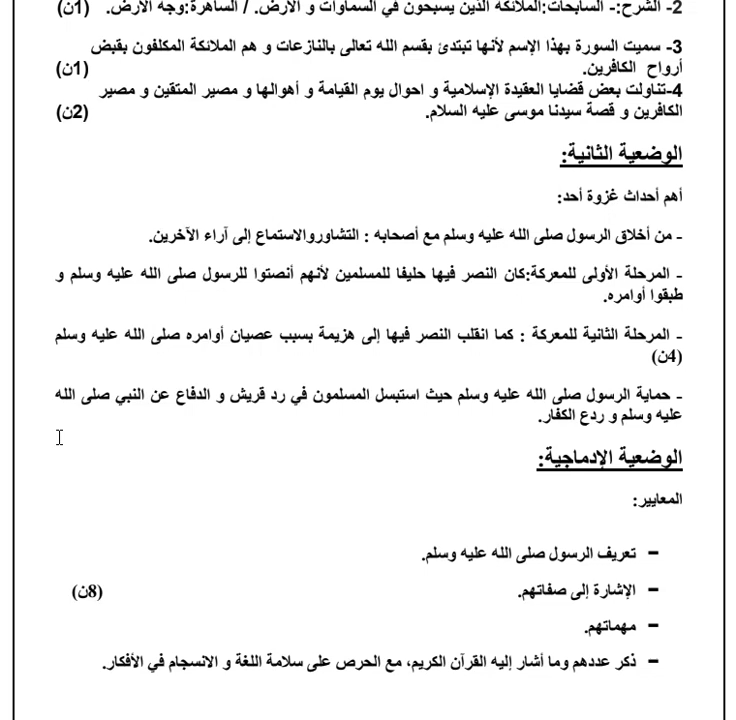 2- الشرح:- السابحات:الملائكة الذين يسبحون في السماوات و الأرض. / الساهرة:وجه الأرض. (1ن)
3- سميت السورة بهذا الإسم لأنها تبتدئ بقسم الله تعالى بالنازعات و هم الملائكة المكلفون بقبض
أرواح الكافرين. (1ن)
4-تناولت بعض قضايا العقيدة الإسلامية و احوال يوم القيامة و أهوالها و مصير المتقين و مصير
الكافرين و قصة سيدنا موسى عليه السلام. (2ن)
الوضعية الثانية:
أهم أحداث غزوة أحد:
- من أخلاق الرسول صلى الله عليه وسلم مع أصحابه : التشاوروالاستماع إلى آراء الآخرين.
- المرحلة الأولى للمعركة:كان النصر فيها حليفا للمسلمين لأنهم أنصتوا للرسول صلى الله عليه وسلم و
طبقوا أوامره.
- المرحلة الثانية للمعركة : كما انقلب النصر فيها إلى هزيمة بسبب عصيان أوامره صلى الله عليه وسلم
(4ن)
- حماية الرسول صلى الله عليه وسلم حيث استبسل المسلمون في رد قريش و الدفاع عن النبي صلى الله
عليه وسلم و ردع الكفار.
الوضعية الإدماجية:
المعايير:
- تعريف الرسول صلى الله عليه وسلم.
- الإشارة إلى صفاتهم. (8ن)
- مهماتهم.
- ذكر عددهم وما أشار إليه القرآن الكريم، مع الحرص على سلامة اللغة و الانسجام في الأفكار.